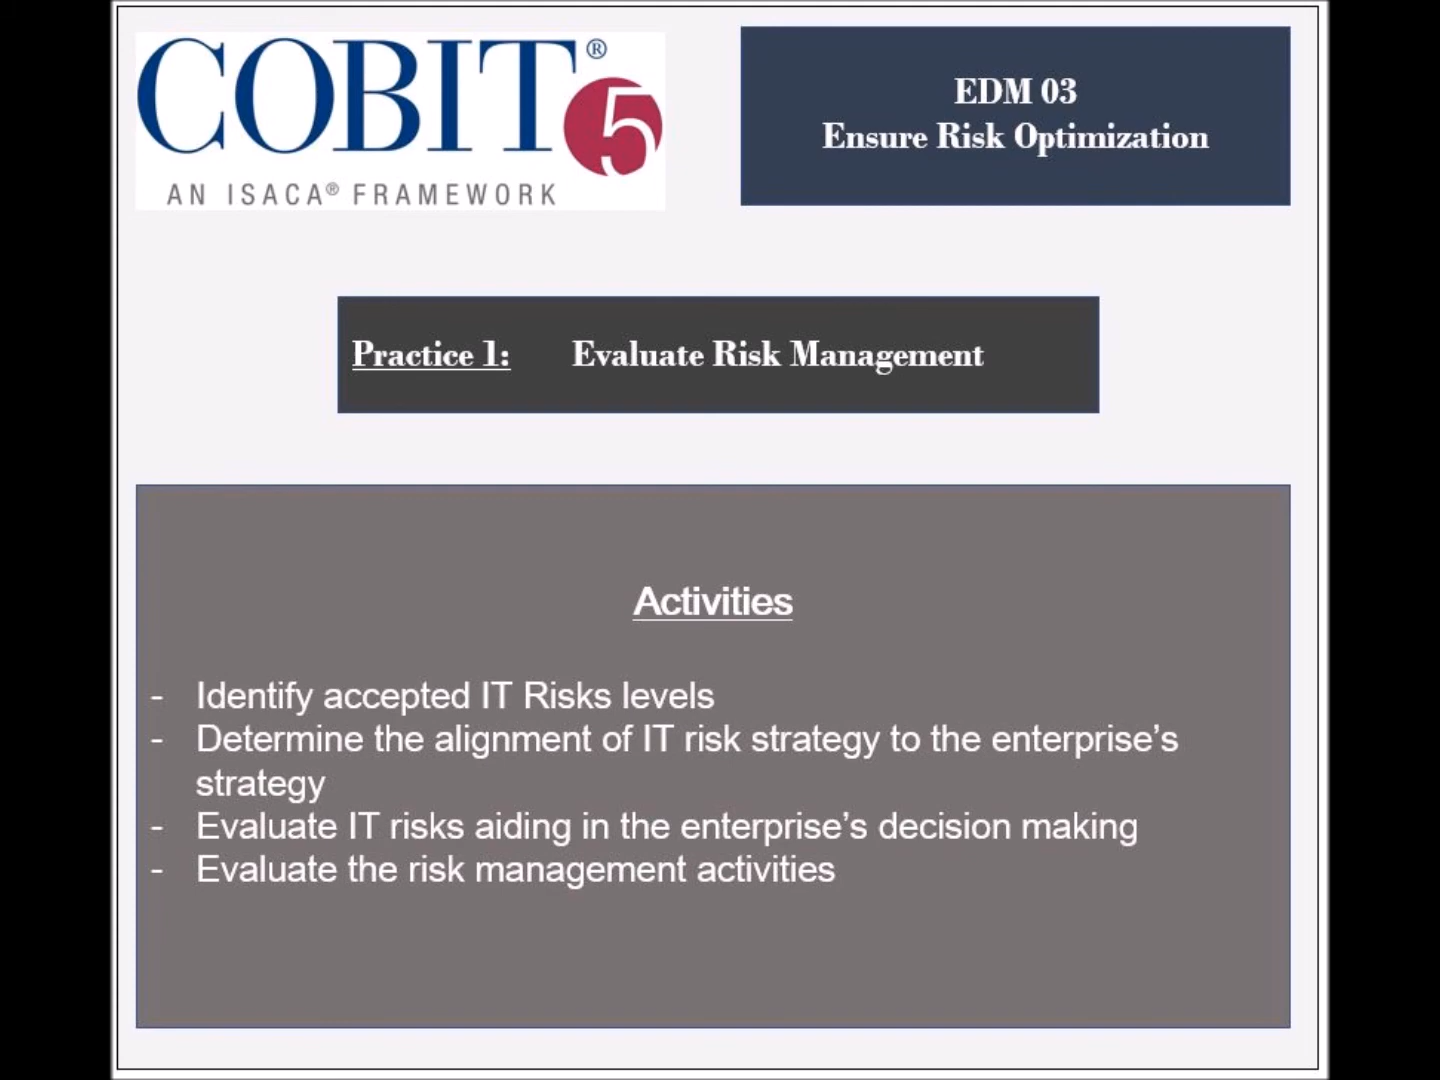 COBIT® 5
AN ISACA® FRAMEWORK
EDM 03
Ensure Risk Optimization
Practice 1: Evaluate Risk Management
Activities
- Identify accepted IT Risks levels
- Determine the alignment of IT risk strategy to the enterprise’s
strategy
- Evaluate IT risks aiding in the enterprise’s decision making
- Evaluate the risk management activities